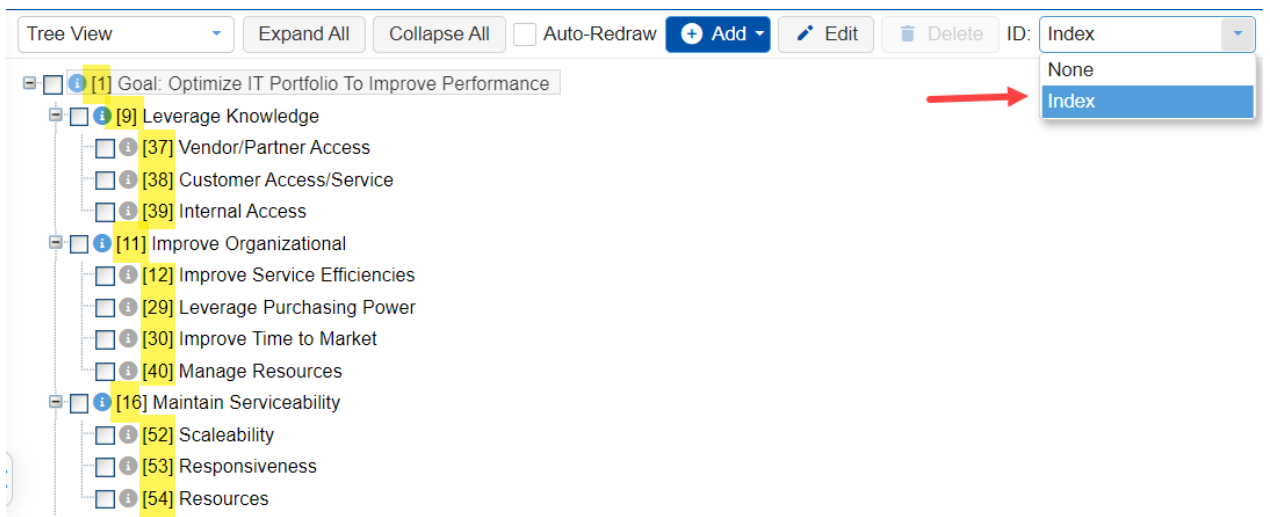 Tree View Expand All Collapse All Auto-Redraw Add Edit Delete ID: Index
None
Index
[1] Goal: Optimize IT Portfolio To Improve Performance
[9] Leverage Knowledge
[37] Vendor/Partner Access
[38] Customer Access/Service
[39] Internal Access
[11] Improve Organizational
[12] Improve Service Efficiencies
[29] Leverage Purchasing Power
[30] Improve Time to Market
[40] Manage Resources
[16] Maintain Serviceability
[52] Scaleability
[53] Responsiveness
[54] Resources